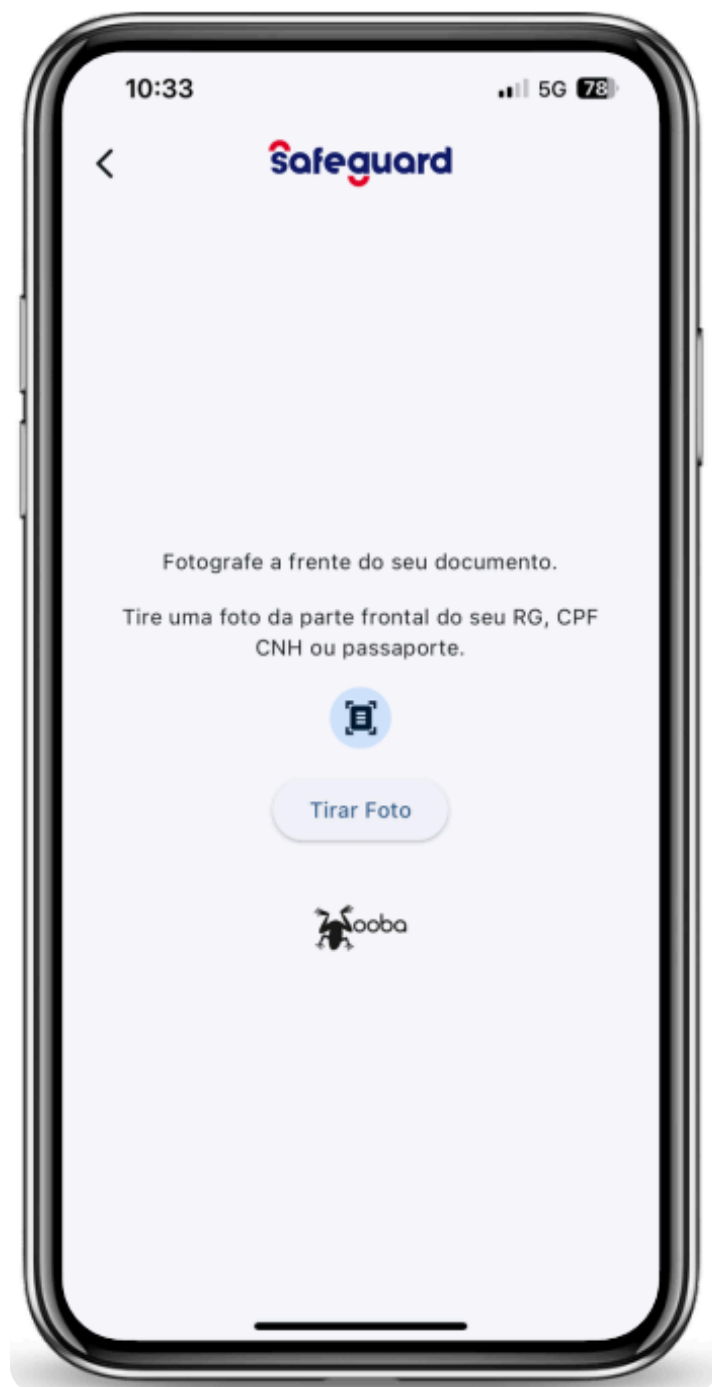 10:33
5G 78
Safeguard
Fotografe a frente do seu documento.
Tire uma foto da parte frontal do seu RG, CPF
CNH ou passaporte.
Tirar Foto
ooba